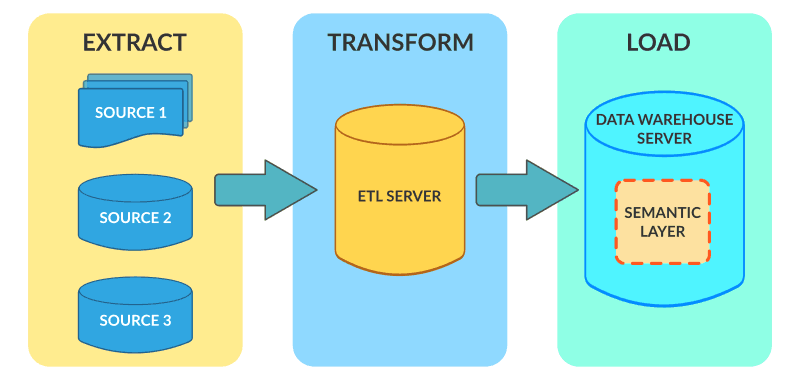 EXTRACT
SOURCE 1
SOURCE 2
SOURCE 3
TRANSFORM
ETL SERVER
LOAD
DATA WAREHOUSE
SERVER
SEMANTIC
LAYER